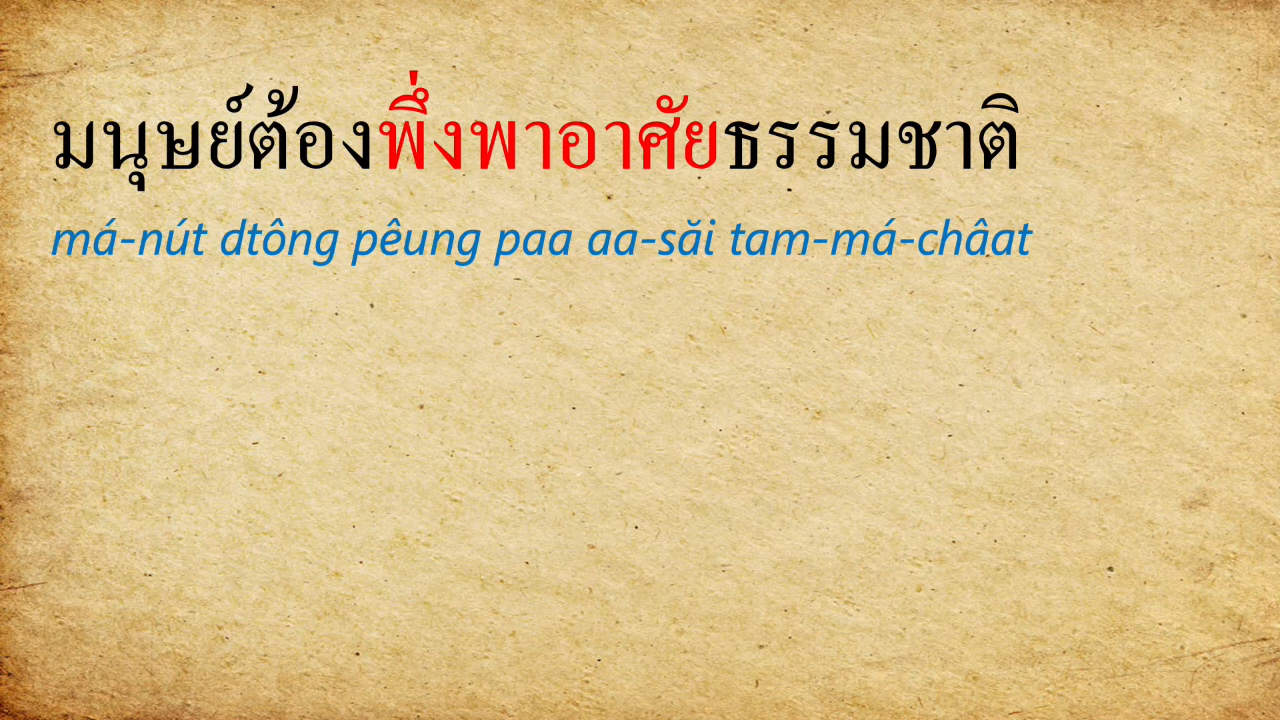 มนุษย์ต้องพึ่งพาอาศัยธรรมชาติ
má-nút dtông pêung paa aa-săi tam-má-châat